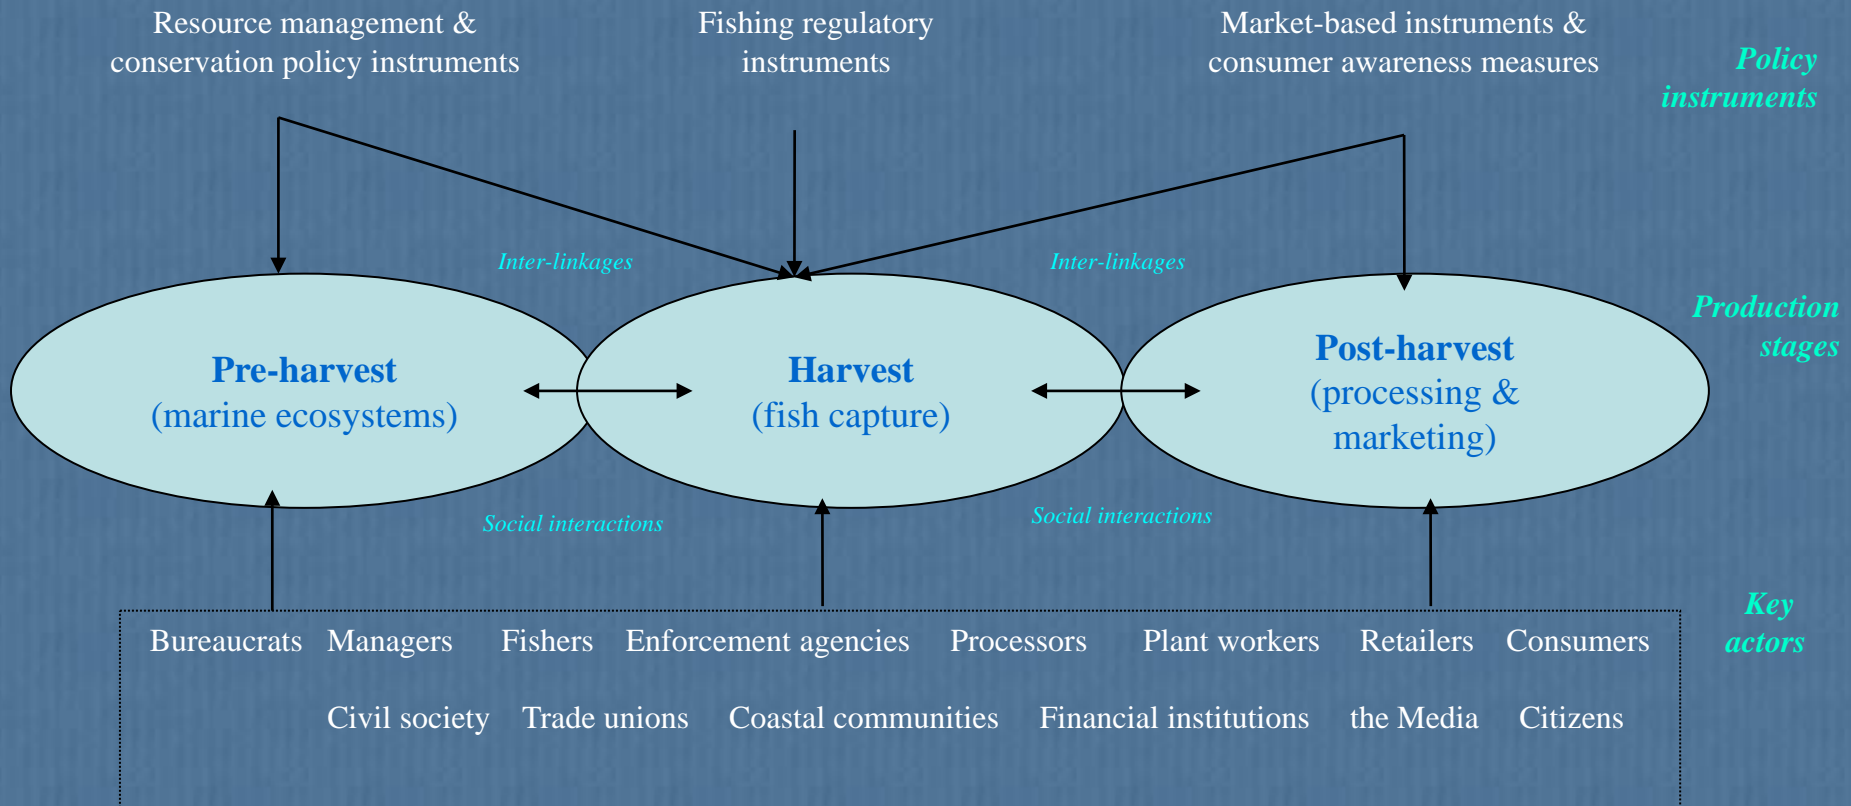 Resource management &
conservation policy instruments
Fishing regulatory
instruments
Market-based instruments &
consumer awareness measures
Policy
instruments
Inter-linkages
Inter-linkages
Pre-harvest
(marine ecosystems)
Harvest
(fish capture)
Post-harvest
(processing &
marketing)
Production
stages
Social interactions
Social interactions
Key
actors
Bureaucrats Managers Fishers Enforcement agencies Processors Plant workers Retailers Consumers
Civil society Trade unions Coastal communities Financial institutions the Media Citizens